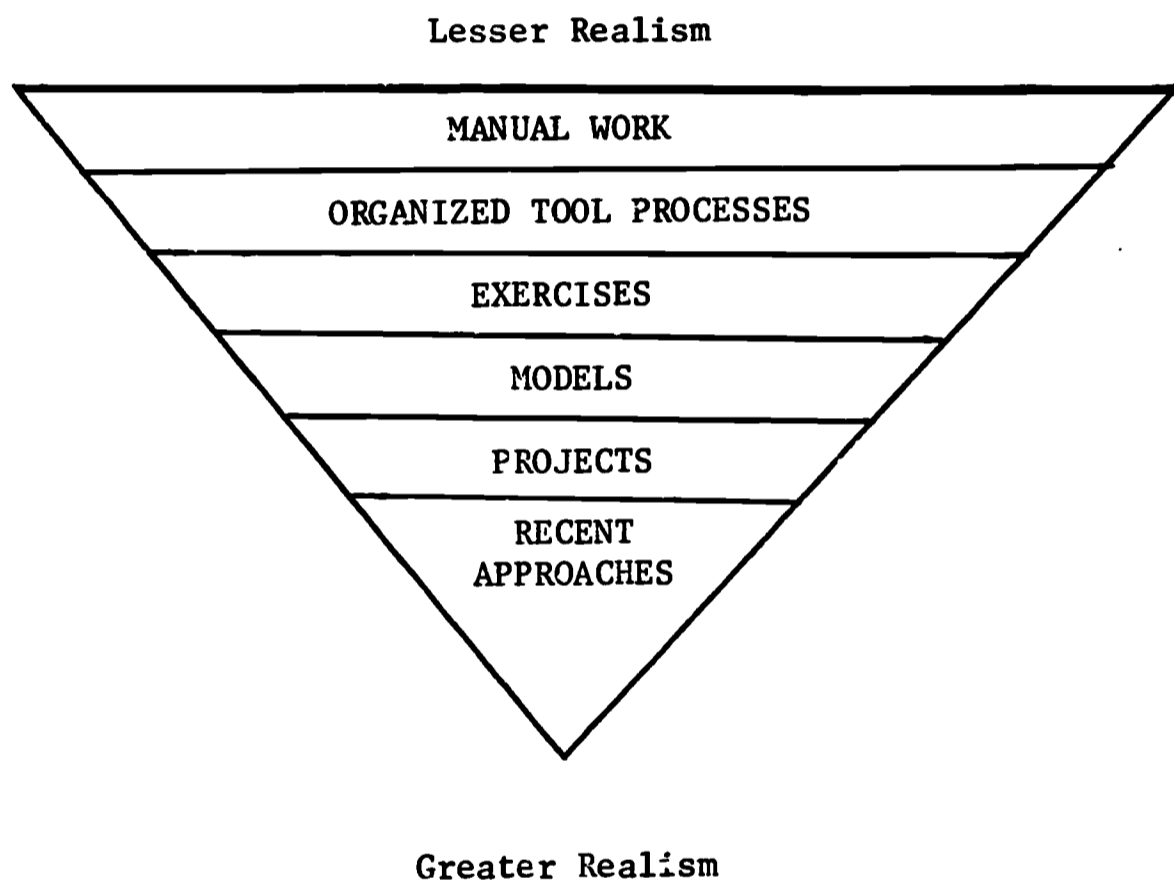 Lesser Realism
MANUAL WORK
ORGANIZED TOOL PROCESSES
EXERCISES
MODELS
PROJECTS
RECENT
APPROACHES
Greater Realism